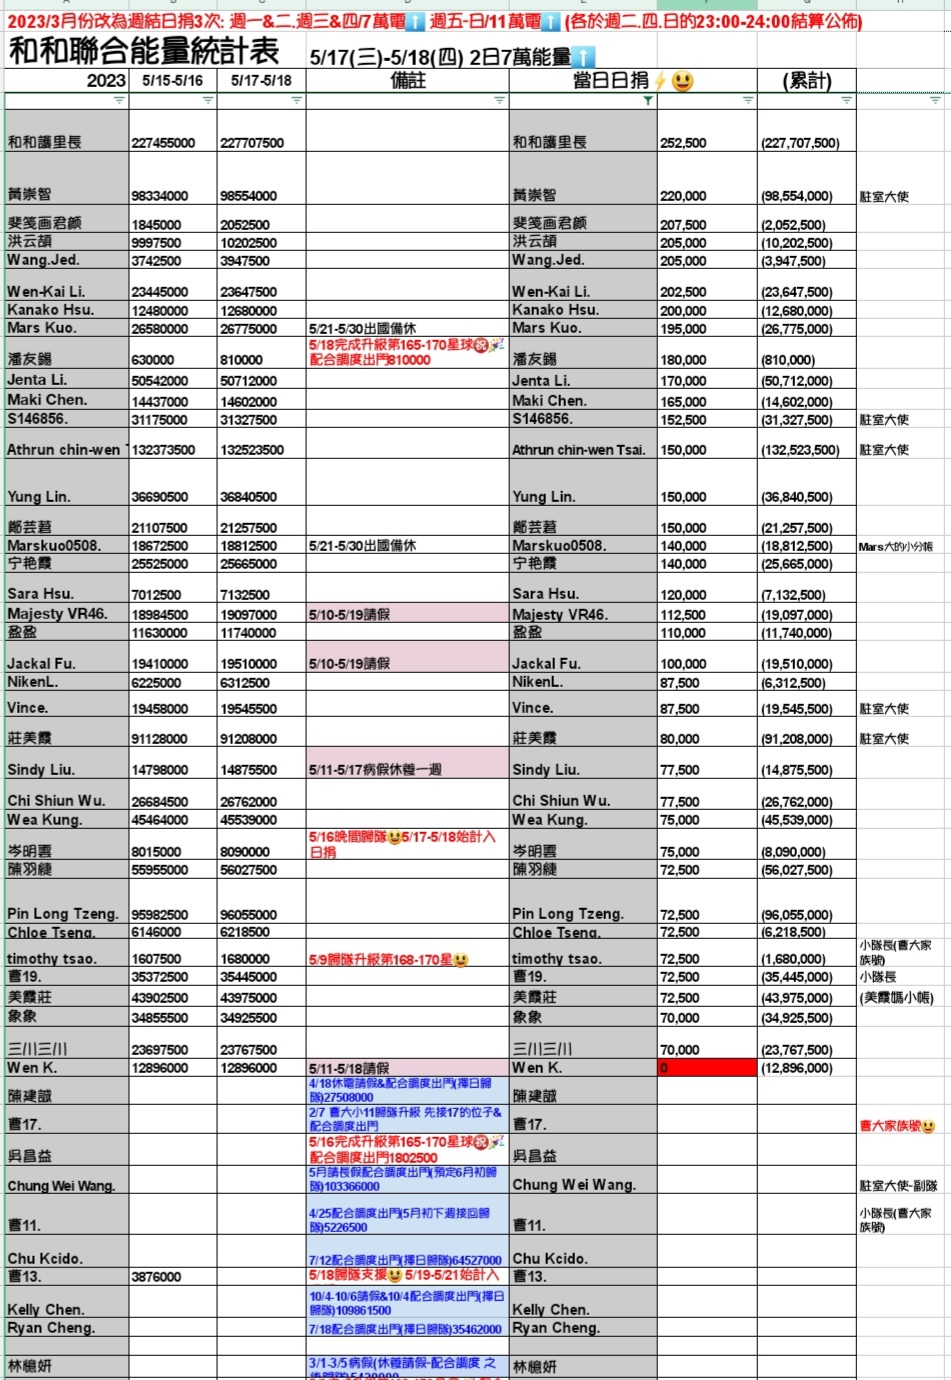 2023/3月份改為週結日捐3次: 週一&二.週三&四/7萬電⬆️ 週五-日/11萬電⬆️ (各於週二.四.日的23:00-24:00結算公佈)
和和聯合能量統計表 5/17(三)-5/18(四) 2日7萬能量⬆️
2023 5/15-5/16 5/17-5/18 備註 當日日捐⚡😃 (累計)
和和護里長 227455000 227707500 和和護里長 252,500 (227,707,500)
黃崇智 98334000 98554000 黃崇智 220,000 (98,554,000) 駐室大使
斐笺画君颜 1845000 2052500 斐笺画君颜 207,500 (2,052,500)
洪云頡 9997500 10202500 洪云頡 205,000 (10,202,500)
Wang.Jed. 3742500 3947500 Wang.Jed. 205,000 (3,947,500)
Wen-Kai Li. 23445000 23647500 Wen-Kai Li. 202,500 (23,647,500)
Kanako Hsu. 12480000 12680000 Kanako Hsu. 200,000 (12,680,000)
Mars Kuo. 26580000 26775000 5/21-5/30出國備休 Mars Kuo. 195,000 (26,775,000)
5/18完成升級第165-170星球㊗️🎉
潘友錫 630000 810000 配合調度出門810000 潘友錫 180,000 (810,000)
Jenta Li. 50542000 50712000 Jenta Li. 170,000 (50,712,000)
Maki Chen. 14437000 14602000 Maki Chen. 165,000 (14,602,000)
S146856. 31175000 31327500 S146856. 152,500 (31,327,500) 駐室大使
Athrun chin-wen 132373500 132523500 Athrun chin-wen Tsai. 150,000 (132,523,500) 駐室大使
Yung Lin. 36690500 36840500 Yung Lin. 150,000 (36,840,500)
鄭芸莙 21107500 21257500 鄭芸莙 150,000 (21,257,500)
Marskuo0508. 18672500 18812500 5/21-5/30出國備休 Marskuo0508. 140,000 (18,812,500) Mars大的小分帳
宁艳霞 25525000 25665000 宁艳霞 140,000 (25,665,000)
Sara Hsu. 7012500 7132500 Sara Hsu. 120,000 (7,132,500)
Majesty VR46. 18984500 19097000 5/10-5/19請假 Majesty VR46. 112,500 (19,097,000)
盈盈 11630000 11740000 盈盈 110,000 (11,740,000)
Jackal Fu. 19410000 19510000 5/10-5/19請假 Jackal Fu. 100,000 (19,510,000)
NikenL. 6225000 6312500 NikenL. 87,500 (6,312,500)
Vince. 19458000 19545500 Vince. 87,500 (19,545,500) 駐室大使
莊美霞 91128000 91208000 莊美霞 80,000 (91,208,000) 駐室大使
Sindy Liu. 14798000 14875500 5/11-5/17病假休養一週 Sindy Liu. 77,500 (14,875,500)
Chi Shiun Wu. 26684500 26762000 Chi Shiun Wu. 77,500 (26,762,000)
Wea Kung. 45464000 45539000 Wea Kung. 75,000 (45,539,000)
5/16晚間歸隊😃5/17-5/18始計入
岑明雲 8015000 8090000 日捐 岑明雲 75,000 (8,090,000)
陳羽緁 55955000 56027500 陳羽緁 72,500 (56,027,500)
Pin Long Tzeng. 95982500 96055000 Pin Long Tzeng. 72,500 (96,055,000)
Chloe Tseng. 6146000 6218500 Chloe Tseng. 72,500 (6,218,500)
小隊長(曹大家
timothy tsao. 1607500 1680000 5/9歸隊升級第168-170星😃 timothy tsao. 72,500 (1,680,000) 族號)
曹19. 35372500 35445000 曹19. 72,500 (35,445,000) 小隊長
美霞莊 43902500 43975000 美霞莊 72,500 (43,975,000) (美霞媽小帳)
象象 34855500 34925500 象象 70,000 (34,925,500)
三川三川 23697500 23767500 三川三川 70,000 (23,767,500)
Wen K. 12896000 12896000 5/11-5/18請假 Wen K. 0 (12,896,000)
4/18休電請假&配合調度出門(擇日歸
陳建誠 隊)27508000 陳建誠
2/7 曹大小11歸隊升級 先接17的位子&
曹17. 配合調度出門 曹17. 曹大家族號😃
5/16完成升級第165-170星球㊗️🎉
吳昌益 配合調度出門1802500 吳昌益
5月請長假配合調度出門(預定6月初歸
Chung Wei Wang. 隊)103366000 Chung Wei Wang. 駐室大使-副隊
4/25配合調度出門(5月初下週接回歸 小隊長(曹大家
曹11. 隊)5226500 曹11. 族號)
Chu Kcido. 7/12配合調度出門(擇日歸隊)64527000 Chu Kcido.
曹13. 3876000 5/18歸隊支援😃 5/19-5/21始計入 曹13.
10/4-10/6請假&10/4配合調度出門(擇日
Kelly Chen. 歸隊)109861500 Kelly Chen.
Ryan Cheng. 7/18配合調度出門(擇日歸隊)35462000 Ryan Cheng.
3/1-3/5病假(休養請假-配合調度 之
林檍妍 林檍妍